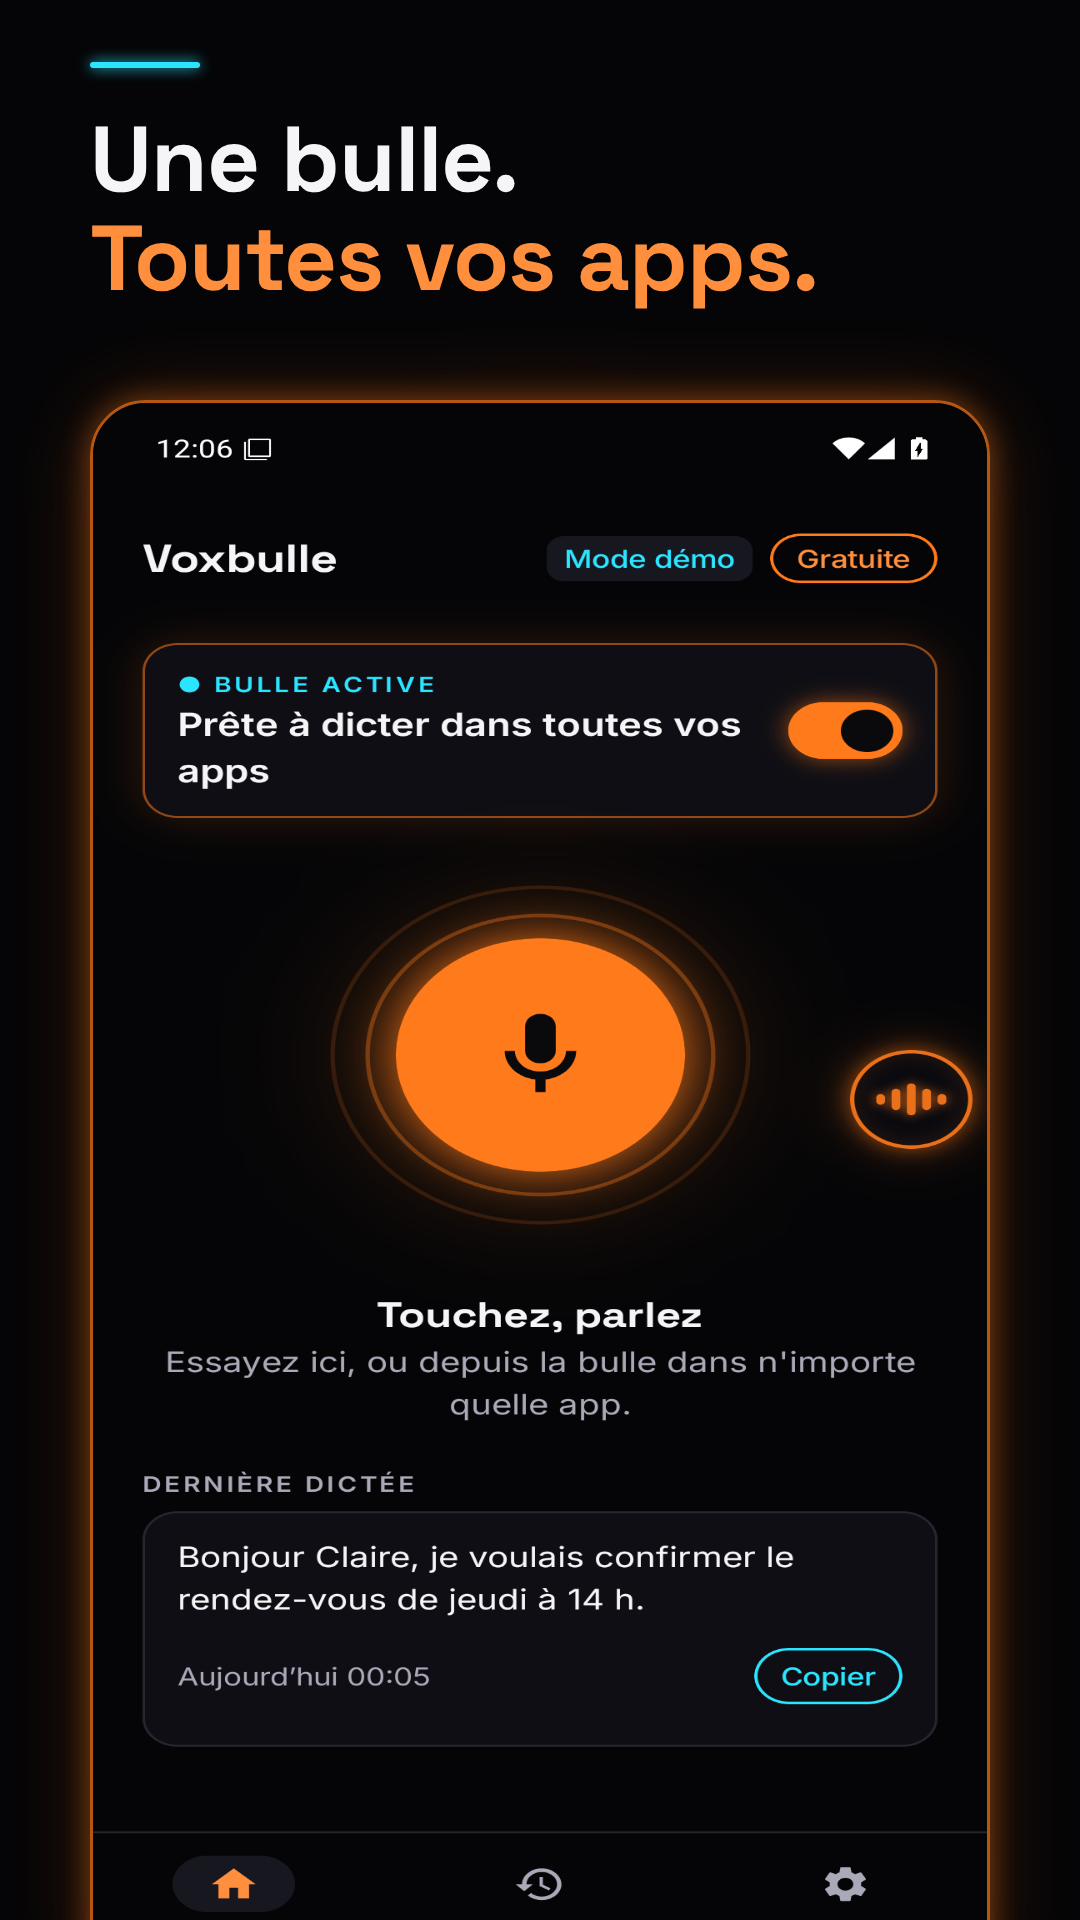 Une bulle.
Toutes vos apps.
12:06
Voxbulle
Mode démo
Gratuite
BULLE ACTIVE
Prête à dicter dans toutes vos
apps
Touchez, parlez
Essayez ici, ou depuis la bulle dans n'importe
quelle app.
DERNIÈRE DICTÉE
Bonjour Claire, je voulais confirmer le
rendez-vous de jeudi à 14 h.
Aujourd’hui 00:05
Copier